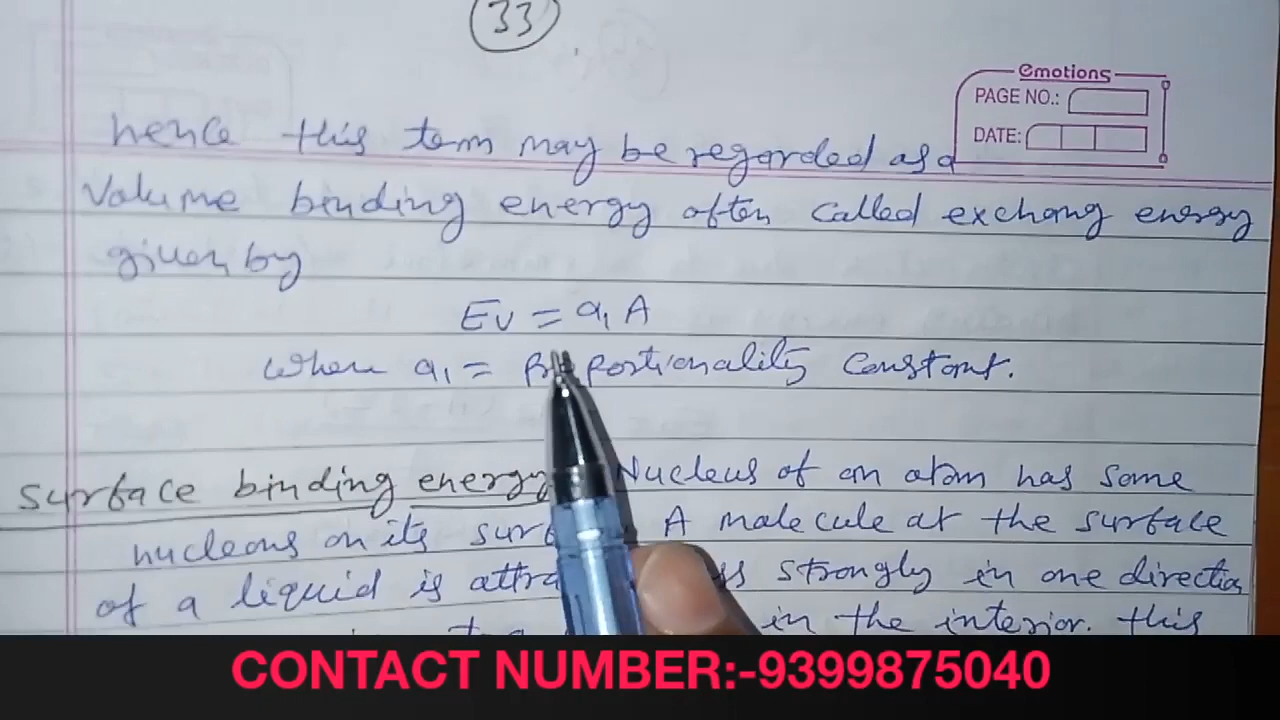 33
emotions
PAGE NO.:
DATE:
hence this term may be regarded as a
Volume binding energy often called exchang energy
given by
Ev = a₁ A
where a₁ = proportionality constant.
surface binding energy Nucleus of an atom has some
nucleons on its surf A molecule at the surface
of a liquid is attra ss strongly in one direction
in the interior. this
CONTACT NUMBER:-9399875040